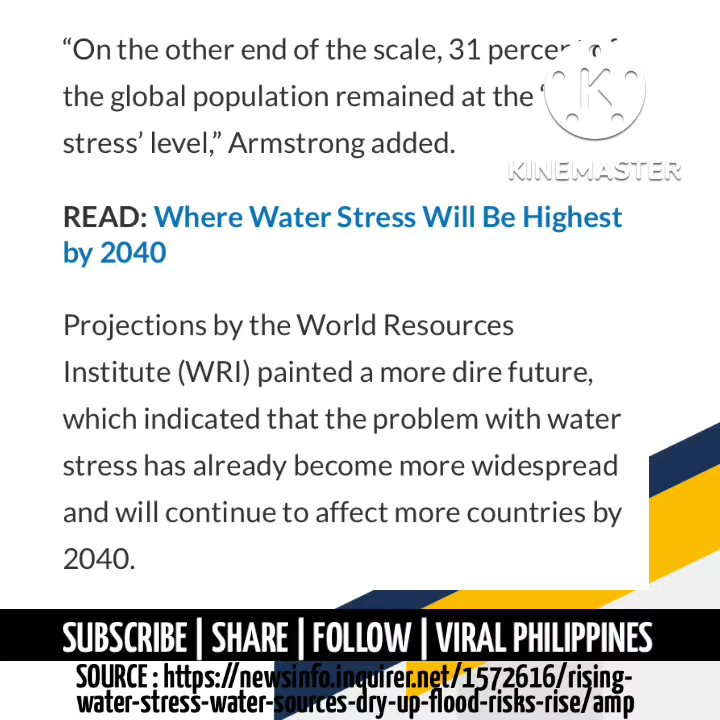 “On the other end of the scale, 31 percent of
the global population remained at the ‘
stress’ level,” Armstrong added.
K
KINEMASTER
READ: Where Water Stress Will Be Highest
by 2040
Projections by the World Resources
Institute (WRI) painted a more dire future,
which indicated that the problem with water
stress has already become more widespread
and will continue to affect more countries by
2040.
SUBSCRIBE | SHARE | FOLLOW | VIRAL PHILIPPINES
SOURCE : https://newsinfo.inquirer.net/1572616/rising-
water-stress-water-sources-dry-up-flood-risks-rise/amp